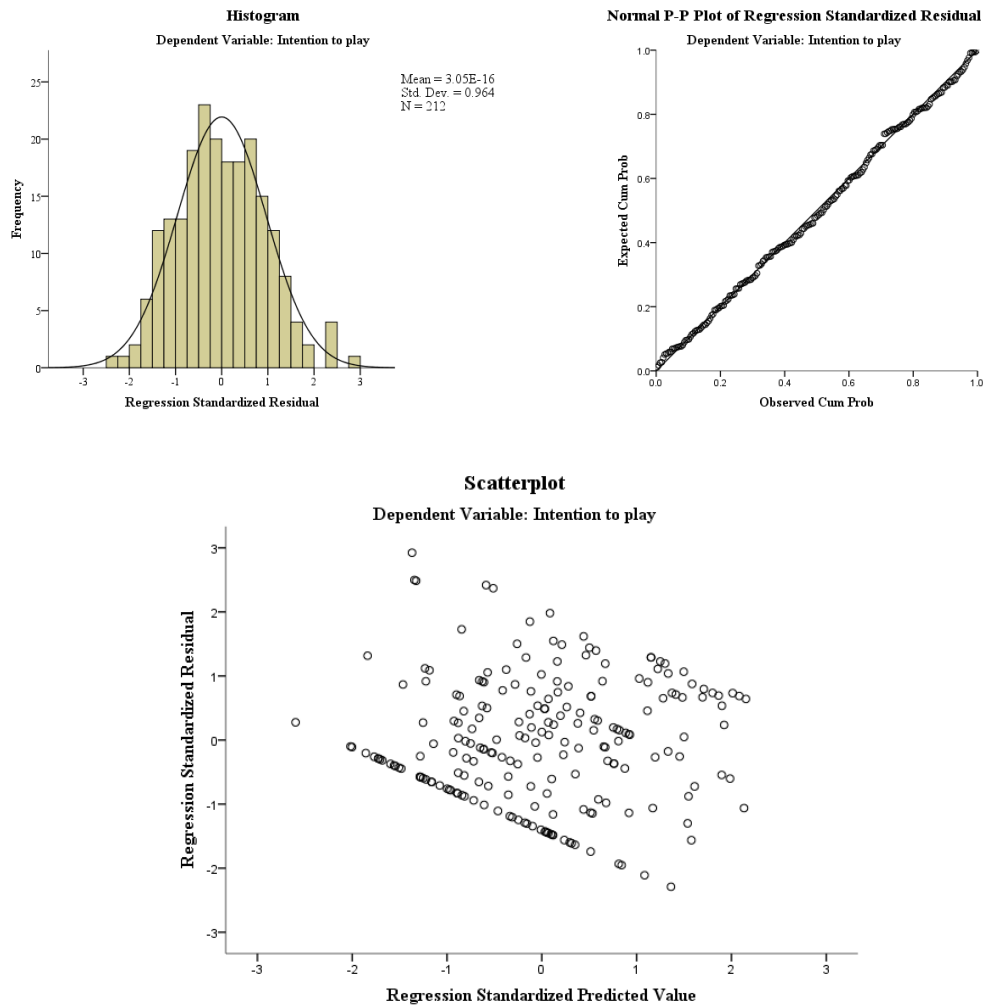 Histogram
Dependent Variable: Intention to play
Mean = 3.05E-16
Std. Dev. = 0.964
N = 212
25
20
15
10
5
0
Frequency
-3 -2 -1 0 1 2 3
Regression Standardized Residual
Normal P-P Plot of Regression Standardized Residual
Dependent Variable: Intention to play
1.0
0.8
0.6
0.4
0.2
0.0
Expected Cum Prob
0.0 0.2 0.4 0.6 0.8 1.0
Observed Cum Prob
Scatterplot
Dependent Variable: Intention to play
3
2
1
0
-1
-2
-3
Regression Standardized Residual
-3 -2 -1 0 1 2 3
Regression Standardized Predicted Value